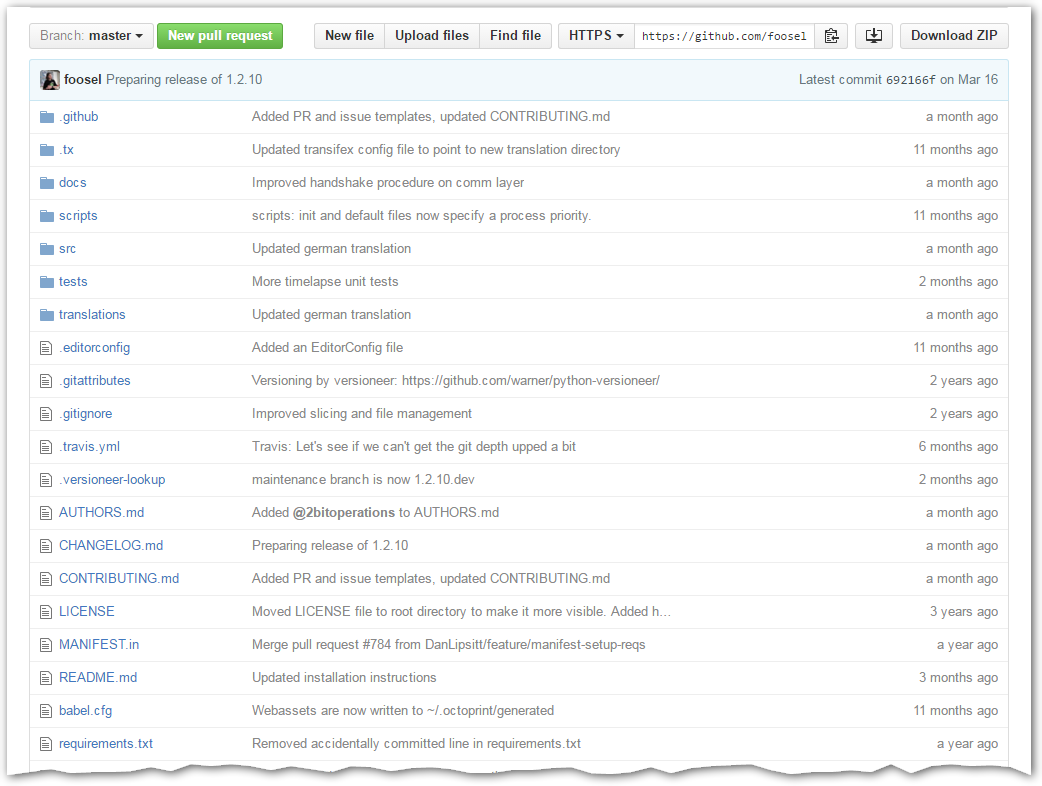 Branch: master New pull request New file Upload files Find file HTTPS https://github.com/foosel Download ZIP
foosel Preparing release of 1.2.10 Latest commit 692166f on Mar 16
.github Added PR and issue templates, updated CONTRIBUTING.md a month ago
.tx Updated transifex config file to point to new translation directory 11 months ago
docs Improved handshake procedure on comm layer a month ago
scripts scripts: init and default files now specify a process priority. 11 months ago
src Updated german translation a month ago
tests More timelapse unit tests 2 months ago
translations Updated german translation a month ago
.editorconfig Added an EditorConfig file 11 months ago
.gitattributes Versioning by versioneer: https://github.com/warner/python-versioneer/ 2 years ago
.gitignore Improved slicing and file management 2 years ago
.travis.yml Travis: Let's see if we can't get the git depth upped a bit 6 months ago
.versioneer-lookup maintenance branch is now 1.2.10.dev 2 months ago
AUTHORS.md Added @2bitoperations to AUTHORS.md a month ago
CHANGELOG.md Preparing release of 1.2.10 a month ago
CONTRIBUTING.md Added PR and issue templates, updated CONTRIBUTING.md a month ago
LICENSE Moved LICENSE file to root directory to make it more visible. Added h… 3 years ago
MANIFEST.in Merge pull request #784 from DanLipsitt/feature/manifest-setup-reqs a year ago
README.md Updated installation instructions 3 months ago
babel.cfg Webassets are now written to ~/.octoprint/generated 11 months ago
requirements.txt Removed accidentally committed line in requirements.txt a year ago